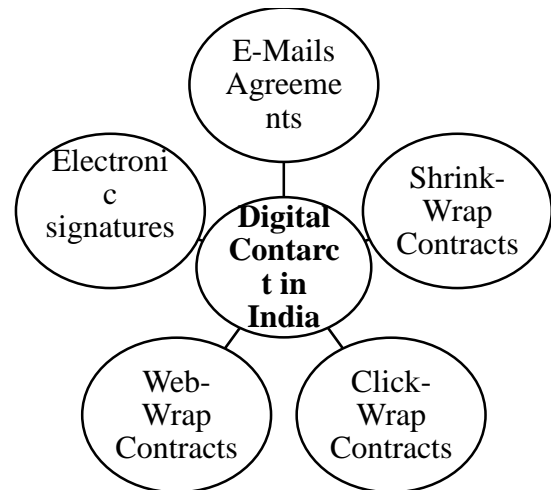 E-Mails
Agreeme
nts
Electroni
c
signatures
Shrink-
Wrap
Contracts
Digital
Contarc
t in
India
Web-
Wrap
Contracts
Click-
Wrap
Contracts